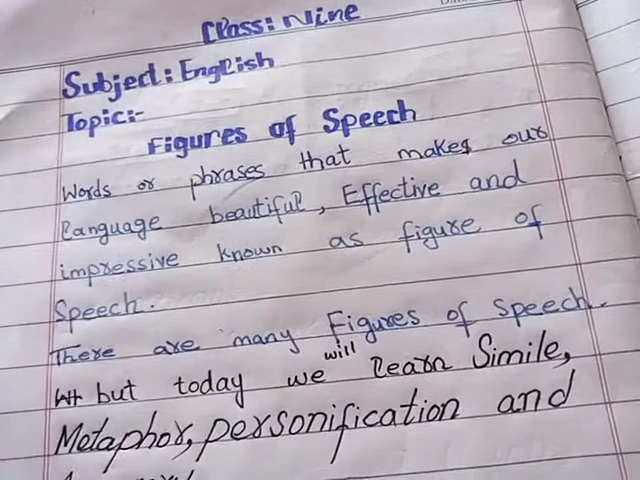 Class: Nine
Subject: English
Topic:-
Figures of Speech
Words or phrases that makes our
language beautiful, Effective and
impressive known as figure of
Speech.
There are many Figures of speech.
but today we will learn Simile,
Metaphor, personification and